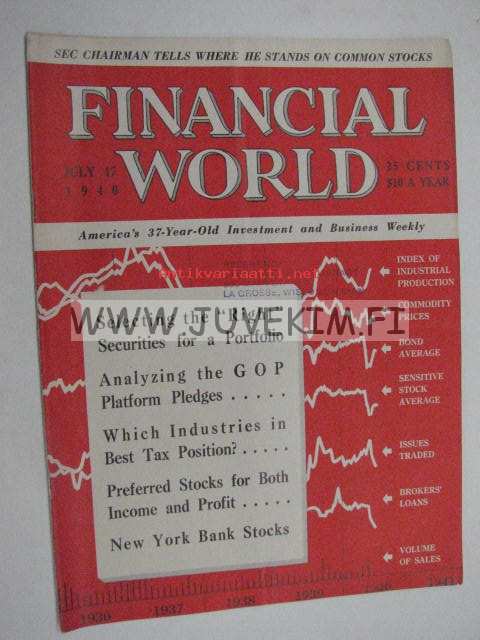 SEC CHAIRMAN TELLS WHERE HE STANDS ON COMMON STOCKS
FINANCIAL
WORLD
JULY 17
1940
35 CENTS
$10 A YEAR
America's 37-Year-Old Investment and Business Weekly
antikvariaatti.net
LA CROSSE, WIS
WWW.JUVEKIM.FI
Selecting the "Right"
Securities for a Portfolio
Analyzing the GOP
Platform Pledges . . . . .
Which Industries in
Best Tax Position? . . . . .
Preferred Stocks for Both
Income and Profit . . . . .
New York Bank Stocks
INDEX OF
INDUSTRIAL
PRODUCTION
COMMODITY
PRICES
BOND
AVERAGE
SENSITIVE
STOCK
AVERAGE
ISSUES
TRADED
BROKERS'
LOANS
VOLUME
OF SALES
1936 1937 1938 1939 1940 1941